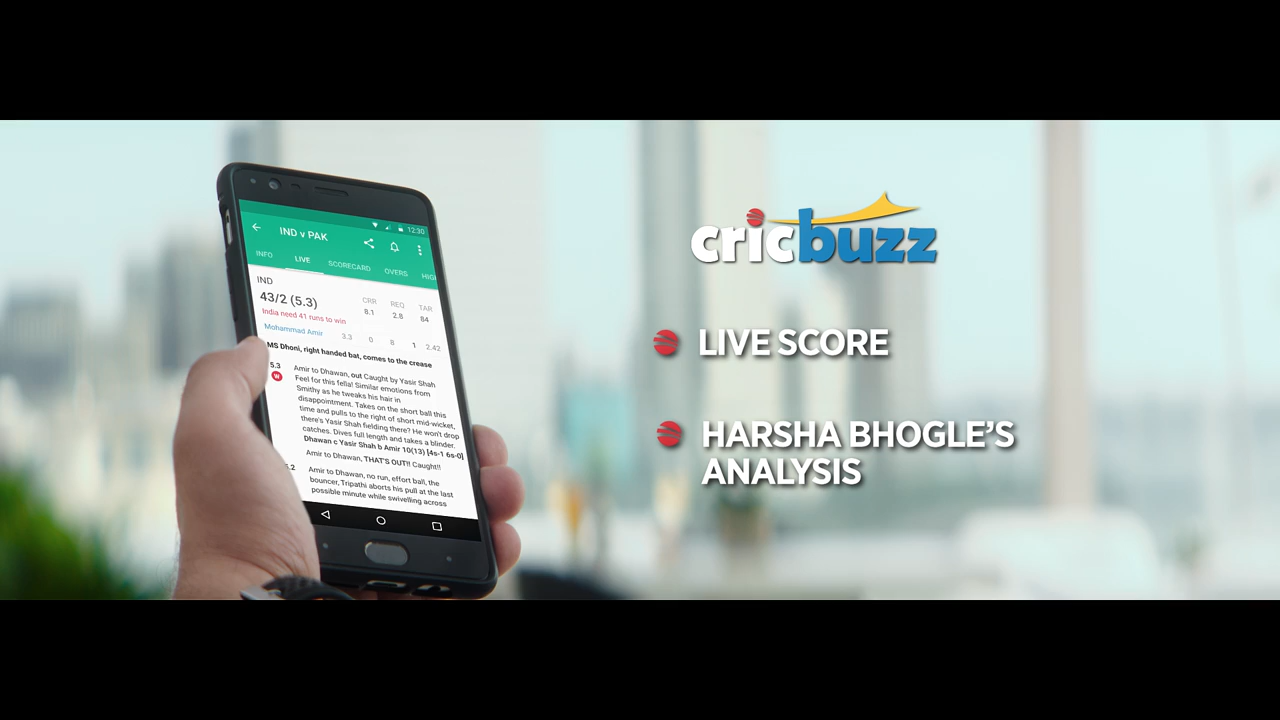 12:30
IND v PAK
INFO LIVE SCORECARD OVERS HIG
IND
43/2 (5.3)
CRR REQ TAR
8.1 2.8 84
India need 41 runs to win
Mohammad Amir 3.3 0 8 1 2.42
MS Dhoni, right handed bat, comes to the crease
5.3
W
Amir to Dhawan, out Caught by Yasir Shah
Feel for this fella! Similar emotions from
Smithy as he tweaks his hair in
disappointment. Takes on the short ball this
time and pulls to the right of short mid-wicket,
there's Yasir Shah fielding there? He won't drop
catches. Dives full length and takes a blinder.
Dhawan c Yasir Shah b Amir 10(13) [4s-1 6s-0]
Amir to Dhawan, THAT'S OUT!! Caught!!
.2
Amir to Dhawan, no run, effort ball, the
bouncer, Tripathi aborts his pull at the last
possible minute while swivelling across
cricbuzz
LIVE SCORE
HARSHA BHOGLE'S
ANALYSIS